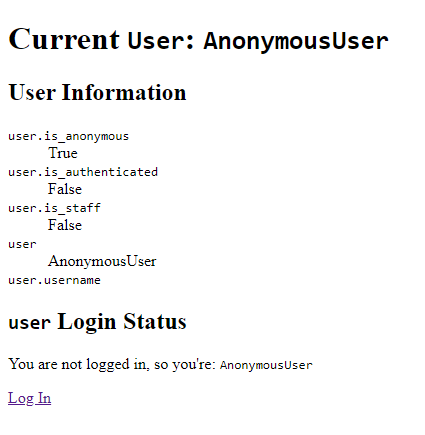 Current User: AnonymousUser
User Information
user.is_anonymous
True
user.is_authenticated
False
user.is_staff
False
user
AnonymousUser
user.username
user Login Status
You are not logged in, so you're: AnonymousUser
Log In